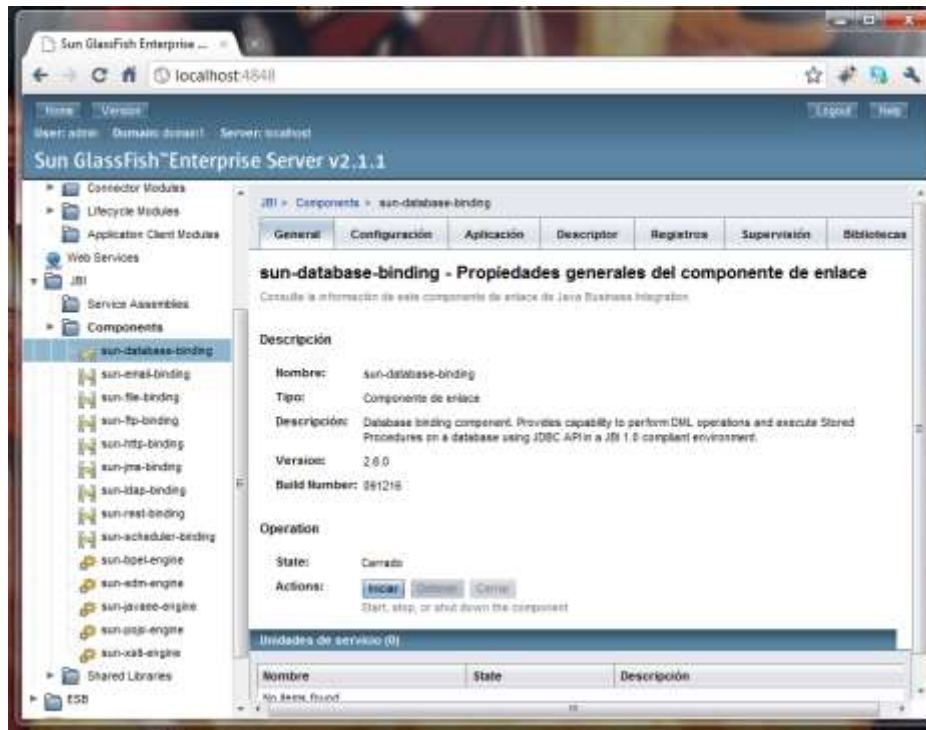 Sun GlassFish Enterprise ...
localhost:4848
Home Version Logout Help
User: admin Domain: domain1 Server: localhost
Sun GlassFish™ Enterprise Server v2.1.1
Connector Modules
Lifecycle Modules
Application Client Modules
Web Services
JBI
Service Assemblies
Components
sun-database-binding
sun-email-binding
sun-file-binding
sun-ftp-binding
sun-http-binding
sun-jms-binding
sun-ldap-binding
sun-rest-binding
sun-scheduler-binding
sun-bpel-engine
sun-edm-engine
sun-javaee-engine
sun-pojo-engine
sun-xslt-engine
Shared Libraries
ESB
JBI > Components > sun-database-binding
General Configuración Aplicación Descriptor Registros Supervisión Bibliotecas
sun-database-binding - Propiedades generales del componente de enlace
Consulte la información de este componente de enlace de Java Business Integration.
Descripción
Nombre: sun-database-binding
Tipo: Componente de enlace
Descripción: Database binding component. Provides capability to perform DML operations and execute Stored
Procedures on a database using JDBC API in a JBI 1.0 compliant environment.
Version: 2.6.0
Build Number: 091216
Operation
State: Cerrado
Actions: Iniciar Detener Cerrar
Start, stop, or shut down the component
Unidades de servicio (0)
Nombre State Descripción
No items found.